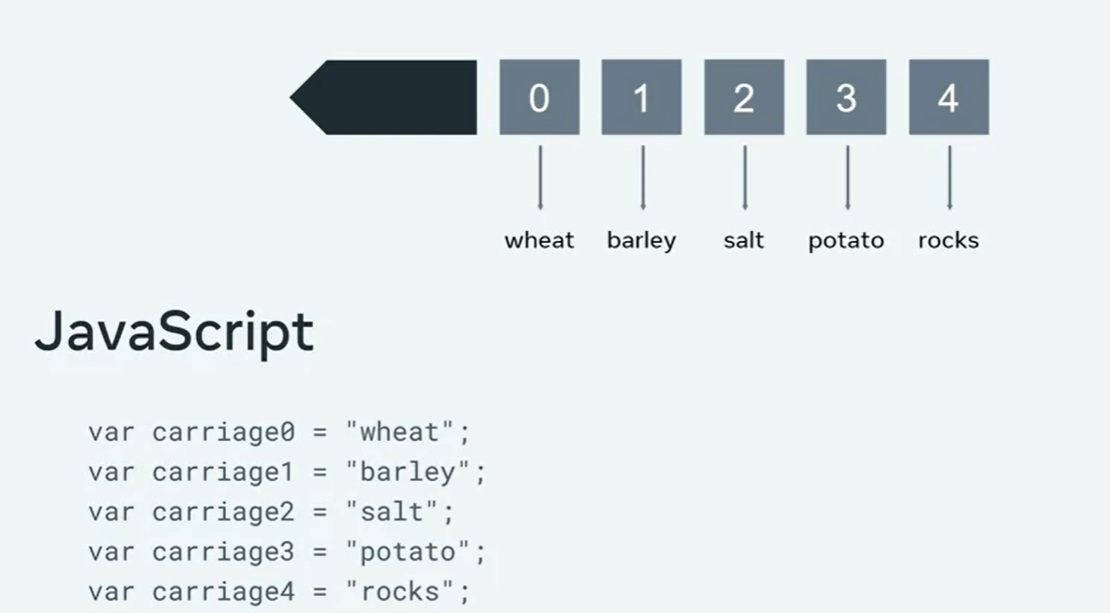 0 1 2 3 4
wheat barley salt potato rocks
JavaScript
var carriage0 = "wheat";
var carriage1 = "barley";
var carriage2 = "salt";
var carriage3 = "potato";
var carriage4 = "rocks";